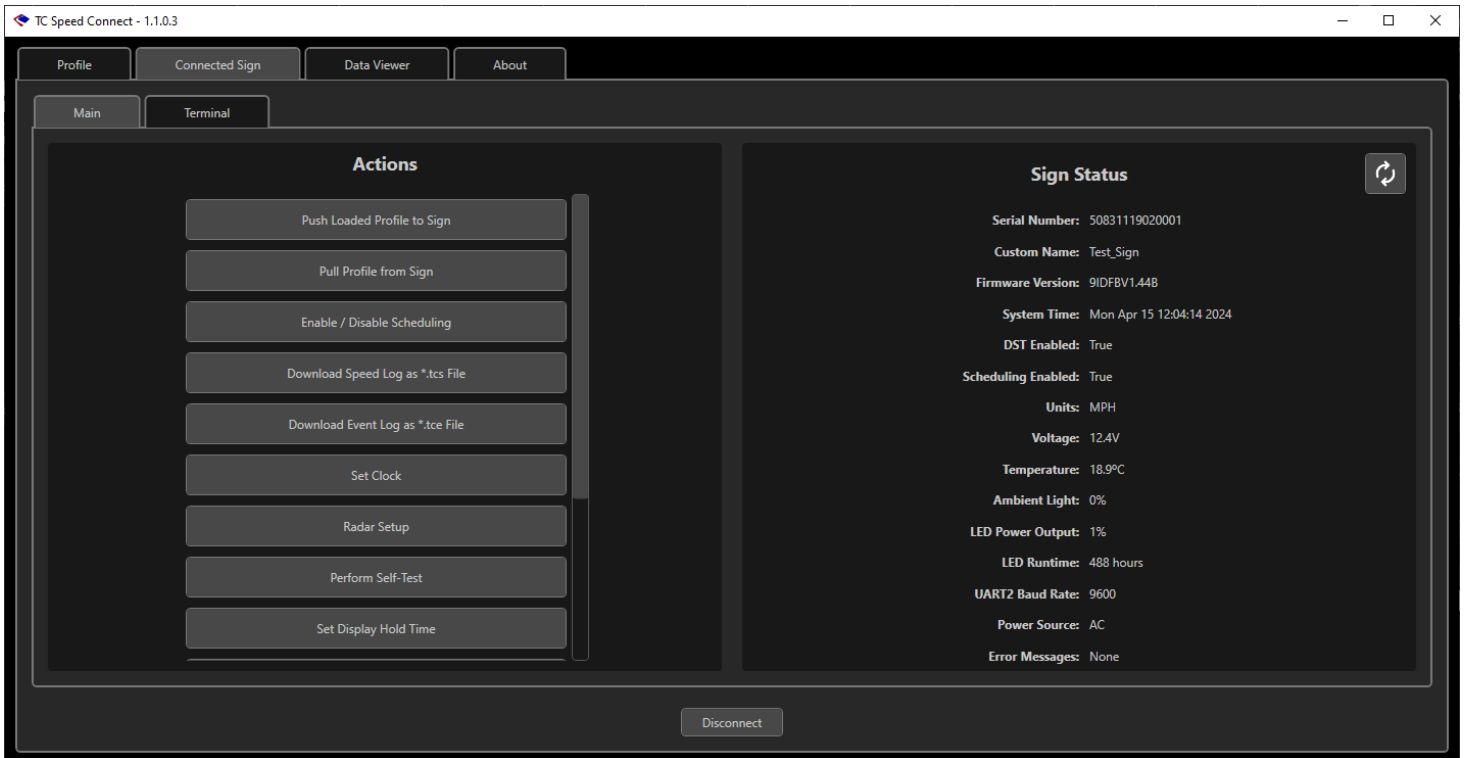 TC Speed Connect - 1.1.0.3
Profile
Connected Sign
Data Viewer
About
Main
Terminal
Actions
Push Loaded Profile to Sign
Pull Profile from Sign
Enable / Disable Scheduling
Download Speed Log as *.tcs File
Download Event Log as *.tce File
Set Clock
Radar Setup
Perform Self-Test
Set Display Hold Time
Sign Status
Serial Number: 50831119020001
Custom Name: Test_Sign
Firmware Version: 9IDFBV1.44B
System Time: Mon Apr 15 12:04:14 2024
DST Enabled: True
Scheduling Enabled: True
Units: MPH
Voltage: 12.4V
Temperature: 18.9ºC
Ambient Light: 0%
LED Power Output: 1%
LED Runtime: 488 hours
UART2 Baud Rate: 9600
Power Source: AC
Error Messages: None
Disconnect